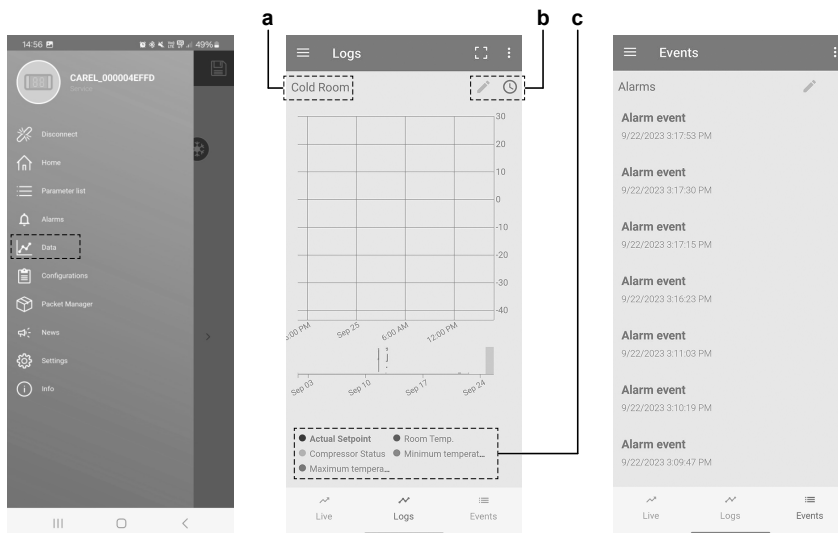 a
b
c
14:56
49%
CAREL_000004EFFD
Service
Disconnect
Home
Parameter list
Alarms
Data
Configurations
Packet Manager
News
Settings
Info
Logs
Cold Room
30
20
10
0
-10
-20
-30
-40
:00 PM
Sep 25
6:00 AM
12:00 PM
Sep 03
Sep 10
Sep 17
Sep 24
Actual Setpoint
Room Temp.
Compressor Status
Minimum temperat...
Maximum tempera...
Live
Logs
Events
Events
Alarms
Alarm event
9/22/2023 3:17:53 PM
Alarm event
9/22/2023 3:17:30 PM
Alarm event
9/22/2023 3:17:15 PM
Alarm event
9/22/2023 3:16:23 PM
Alarm event
9/22/2023 3:11:03 PM
Alarm event
9/22/2023 3:10:19 PM
Alarm event
9/22/2023 3:09:47 PM
Live
Logs
Events